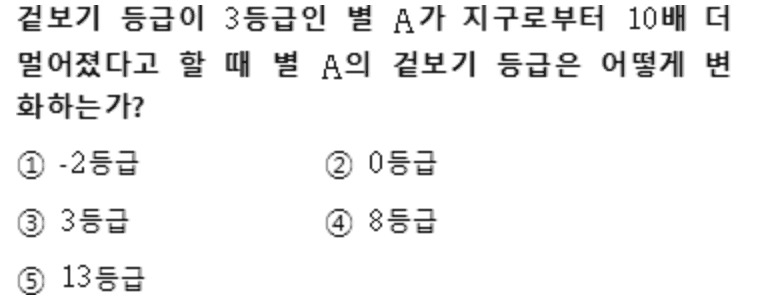 겉보기 등급이 3등급인 별 A가 지구로부터 10배 더
멀어졌다고 할 때 별 A의 겉보기 등급은 어떻게 변
화하는가?
① -2등급 ② 0등급
③ 3등급 ④ 8등급
⑤ 13등급